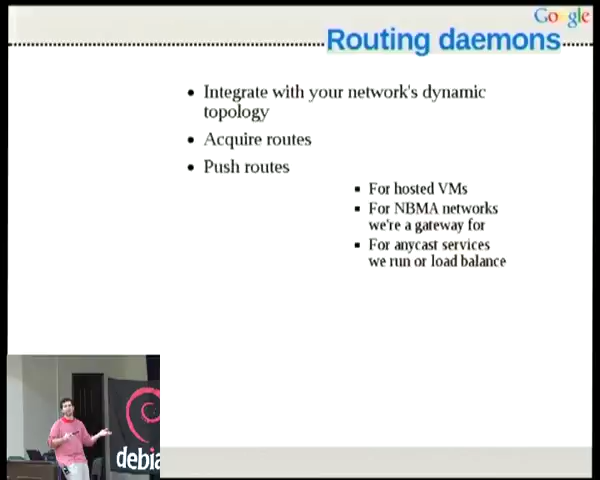 Google
Routing daemons
• Integrate with your network's dynamic
topology
• Acquire routes
• Push routes
▪ For hosted VMs
▪ For NBMA networks
we're a gateway for
▪ For anycast services
we run or load balance
debia